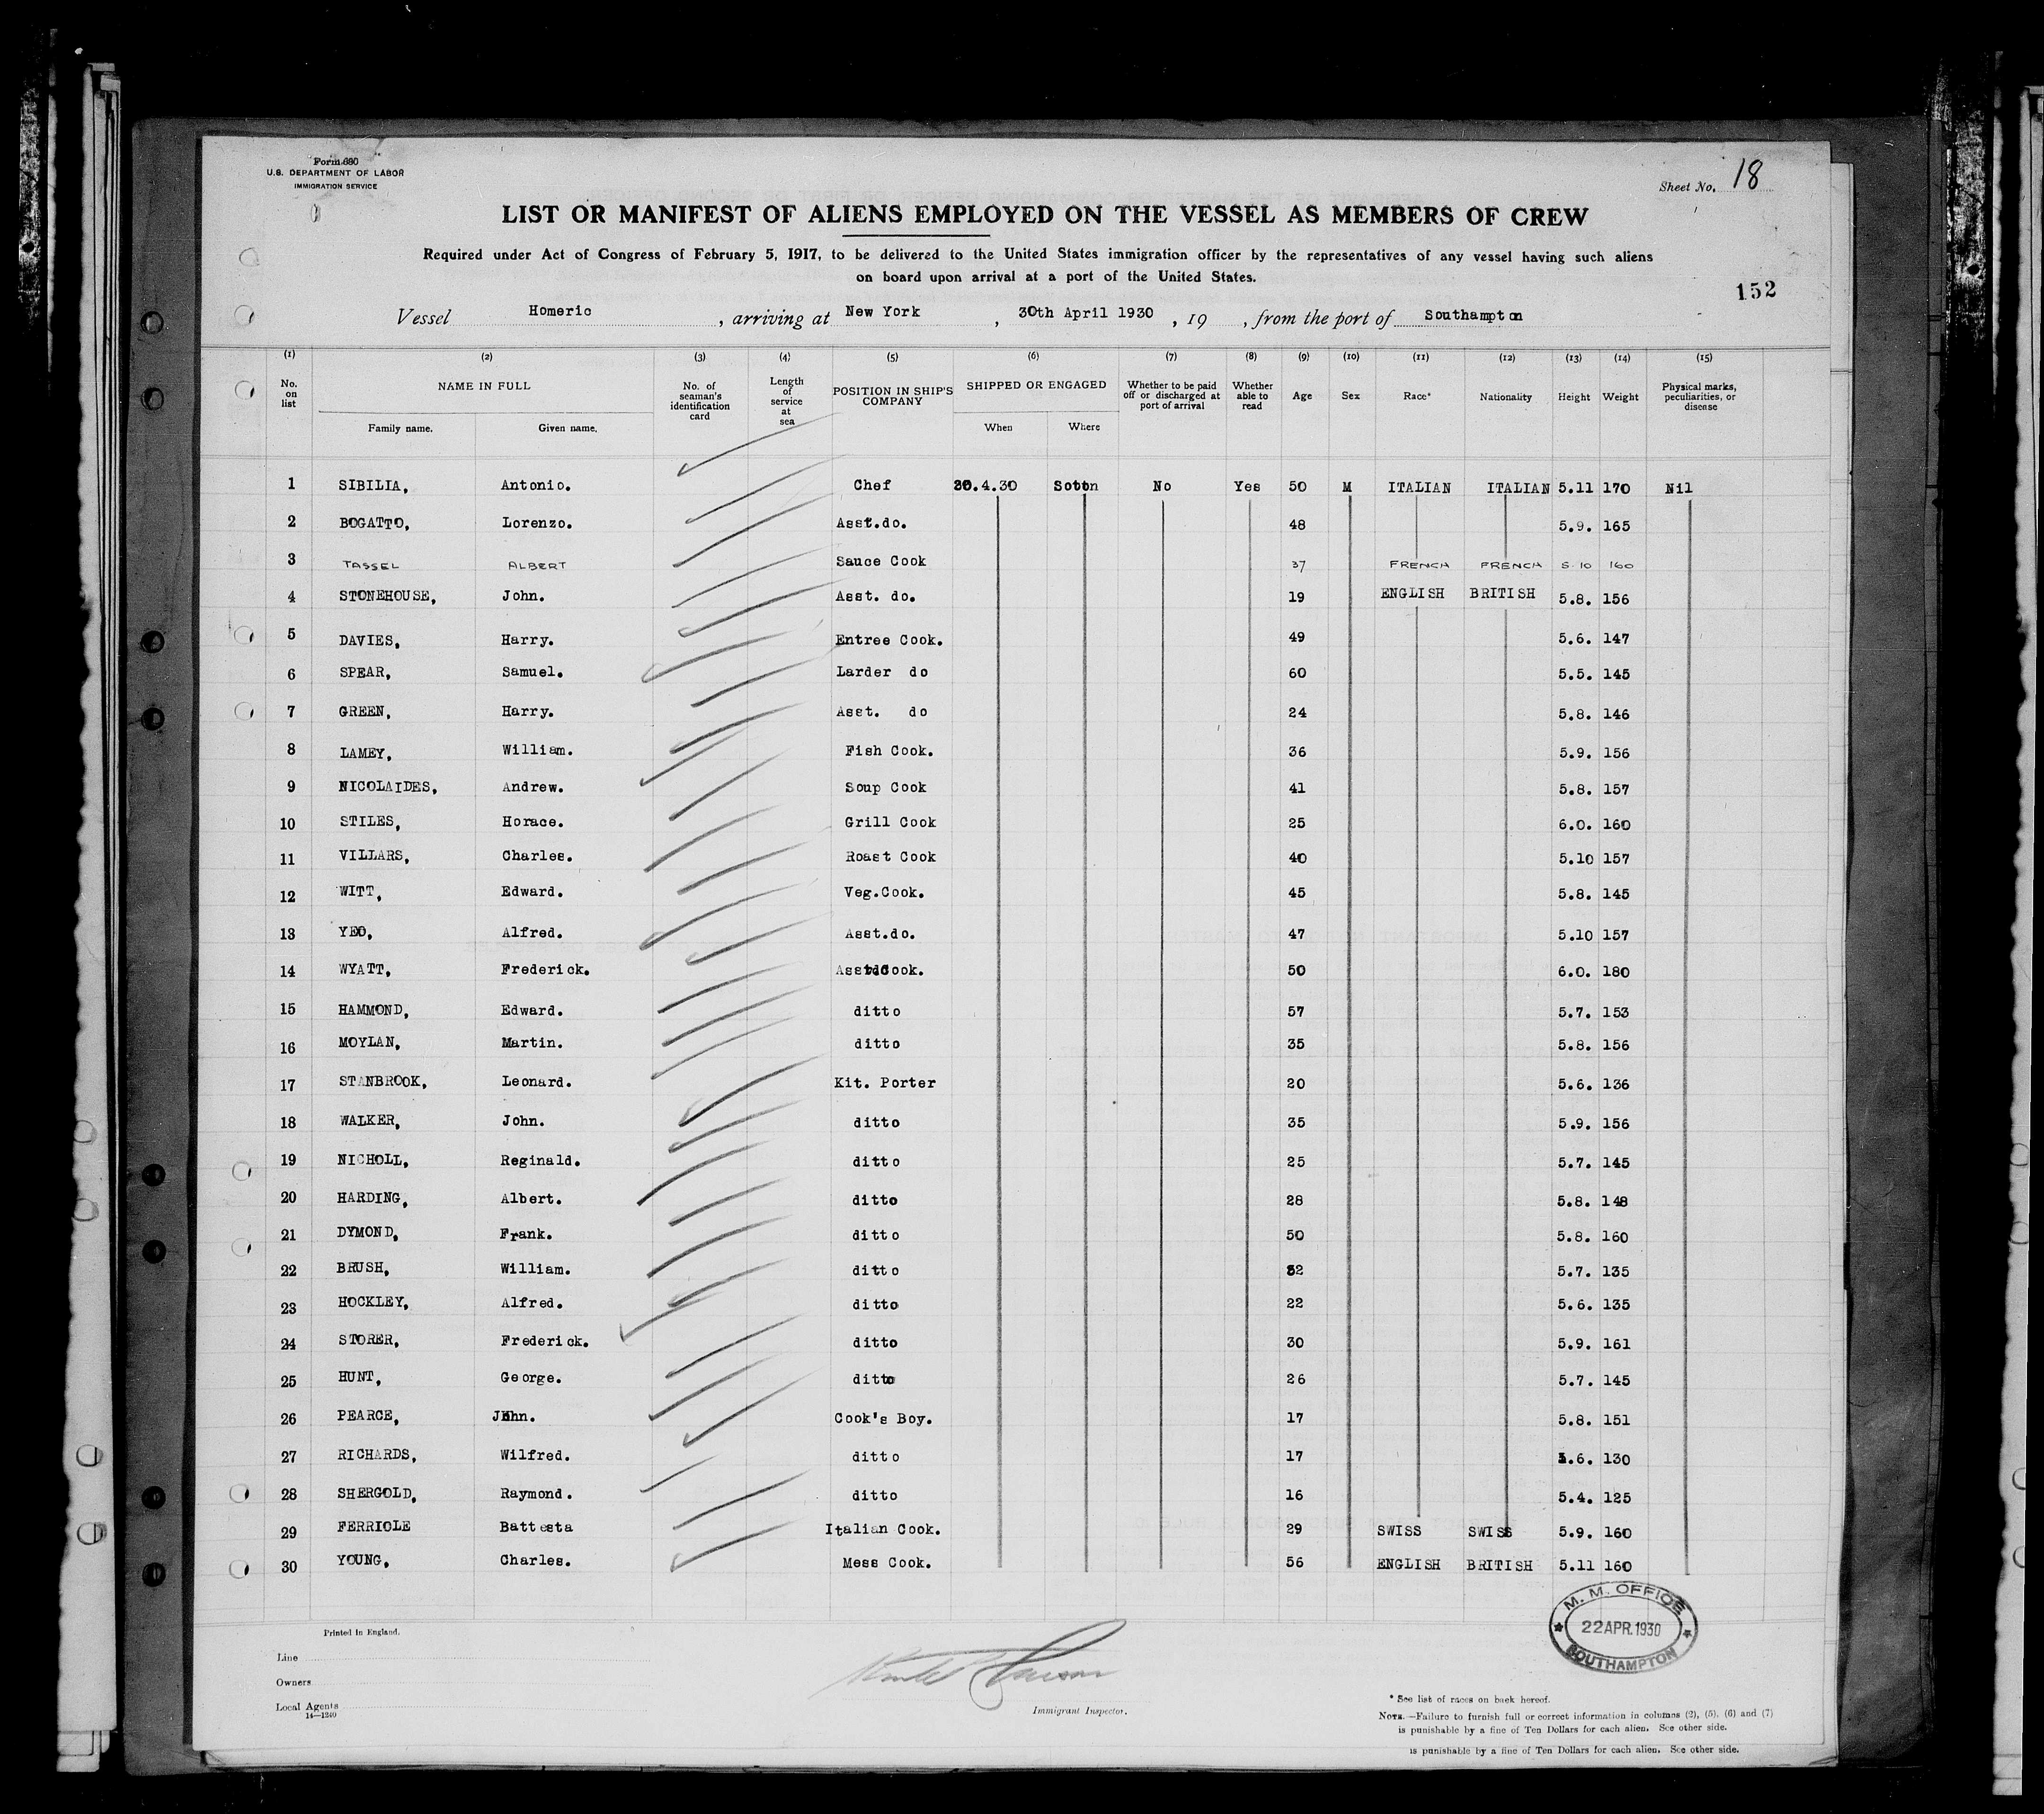 Form 680
U.S. DEPARTMENT OF LABOR
IMMIGRATION SERVICE
Sheet No. 18
LIST OR MANIFEST OF ALIENS EMPLOYED ON THE VESSEL AS MEMBERS OF CREW
Required under Act of Congress of February 5, 1917, to be delivered to the United States immigration officer by the representatives of any vessel having such aliens
on board upon arrival at a port of the United States.
152
Vessel Homeric, arriving at New York, 30th April 1930, 19 , from the port of Southampton
(1) (2) (3) (4) (5) (6) (7) (8) (9) (10) (11) (12) (13) (14) (15)
No. on list NAME IN FULL Family name. Given name. No. of seaman's identification card Length of service at sea POSITION IN SHIP'S COMPANY SHIPPED OR ENGAGED When Where Whether to be paid off or discharged at port of arrival Whether able to read Age Sex Race* Nationality Height Weight Physical marks, peculiarities, or disease
1 SIBILIA, Antonio. Chef .4.30 Soton No Yes 50 M ITALIAN ITALIAN 5.11 170 Nil
2 BOGATTO, Lorenzo. Asst.do. 48 5.9. 165
3 TASSEL ALBERT Sauce Cook 37 FRENCH FRENCH 5.10 160
4 STONEHOUSE, John. Asst. do. 19 ENGLISH BRITISH 5.8. 156
5 DAVIES, Harry. Entree Cook. 49 5.6. 147
6 SPEAR, Samuel. Larder do 60 5.5. 145
7 GREEN, Harry. Asst. do 24 5.8. 146
8 LAMEY, William. Fish Cook. 36 5.9. 156
9 NICOLAIDES, Andrew. Soup Cook 41 5.8. 157
10 STILES, Horace. Grill Cook 25 6.0. 160
11 VILLARS, Charles. Roast Cook 40 5.10 157
12 WITT, Edward. Veg.Cook. 45 5.8. 145
13 YEO, Alfred. Asst.do. 47 5.10 157
14 WYATT, Frederick. Asst Cook. 50 6.0. 180
15 HAMMOND, Edward. ditto 57 5.7. 153
16 MOYLAN, Martin. ditto 35 5.8. 156
17 STANBROOK, Leonard. Kit. Porter 20 5.6. 136
18 WALKER, John. ditto 35 5.9. 156
19 NICHOLL, Reginald. ditto 25 5.7. 145
20 HARDING, Albert. ditto 28 5.8. 148
21 DYMOND, Frank. ditto 50 5.8. 160
22 BRUSH, William. ditto 5.7. 135
23 HOCKLEY, Alfred. ditto 22 5.6. 135
24 STORER, Frederick. ditto 30 5.9. 161
25 HUNT, George. ditto 26 5.7. 145
26 PEARCE, John. Cook's Boy. 17 5.8. 151
27 RICHARDS, Wilfred. ditto 17 5.6. 130
28 SHERGOLD, Raymond. ditto 16 5.4. 125
29 FERRIOLE Battesta Italian Cook. 29 SWISS SWISS 5.9. 160
30 YOUNG, Charles. Mess Cook. 56 ENGLISH BRITISH 5.11 160
M. M. OFFICE
22 APR. 1930
SOUTHAMPTON
Printed in England.
Line
Owners
Local Agents
14—1240
Immigrant Inspector.
* See list of races on back hereof.
NOTE.—Failure to furnish full or correct information in columns (2), (5), (6) and (7)
is punishable by a fine of Ten Dollars for each alien. See other side.
is punishable by a fine of Ten Dollars for each alien. See other side.